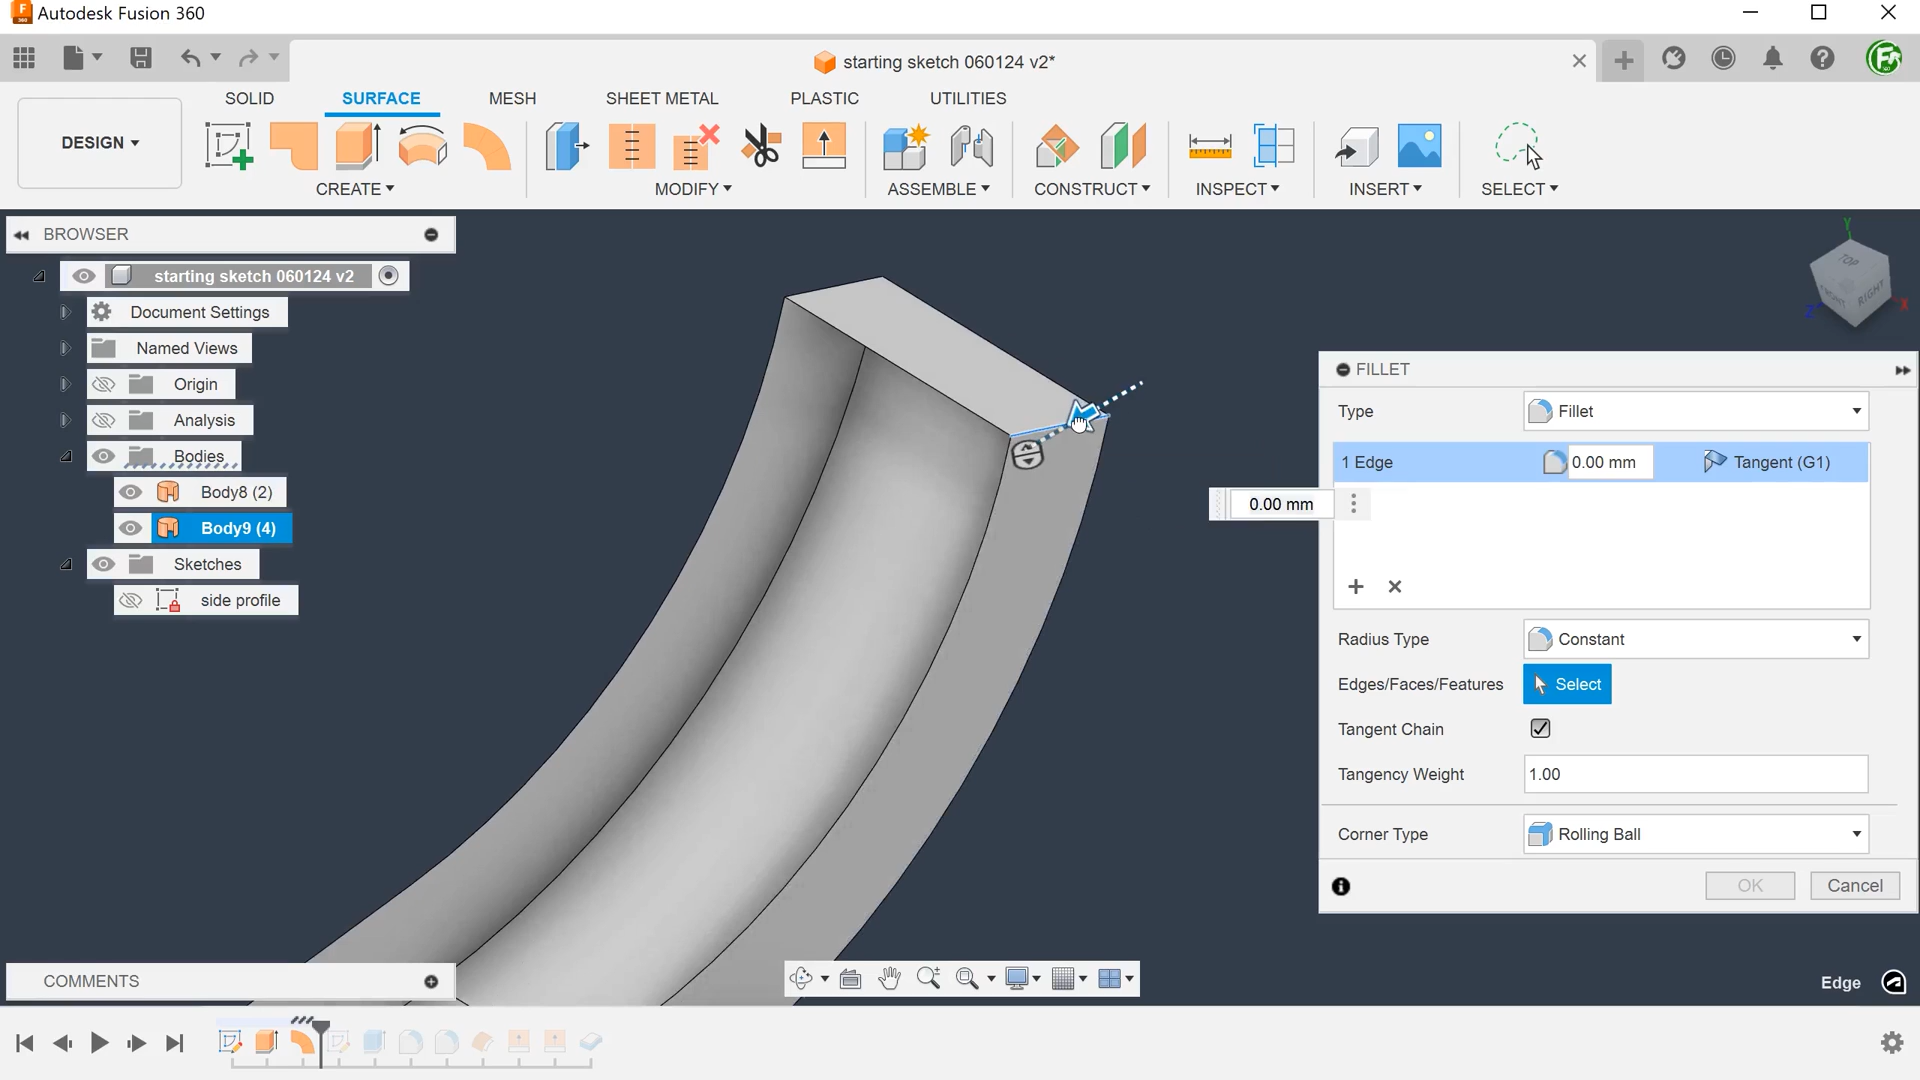 Autodesk Fusion 360
starting sketch 060124 v2*
SOLID
SURFACE
MESH
SHEET METAL
PLASTIC
UTILITIES
DESIGN
CREATE
MODIFY
ASSEMBLE
CONSTRUCT
INSPECT
INSERT
SELECT
BROWSER
starting sketch 060124 v2
Document Settings
Named Views
Origin
Analysis
Bodies
Body8 (2)
Body9 (4)
Sketches
side profile
Y
TOP
FRONT
RIGHT
Z
X
0.00 mm
FILLET
Type
Fillet
1 Edge
0.00 mm
Tangent (G1)
Radius Type
Constant
Edges/Faces/Features
Select
Tangent Chain
Tangency Weight
1.00
Corner Type
Rolling Ball
OK
Cancel
COMMENTS
Edge